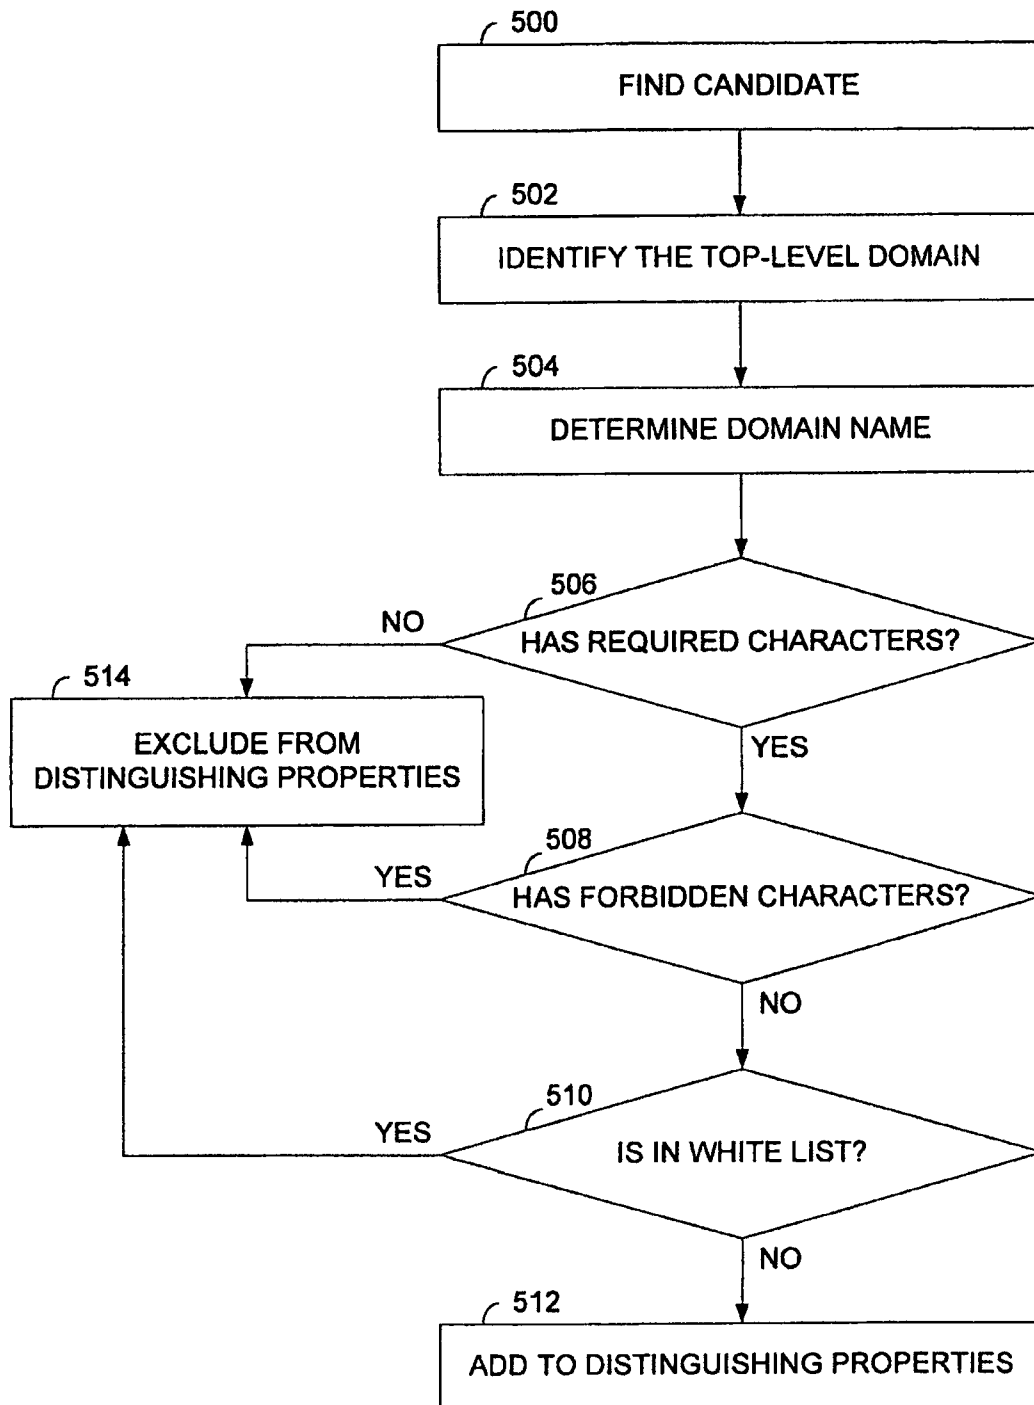 500
FIND CANDIDATE
502
IDENTIFY THE TOP-LEVEL DOMAIN
504
DETERMINE DOMAIN NAME
506
NO
HAS REQUIRED CHARACTERS?
514
EXCLUDE FROM
DISTINGUISHING PROPERTIES
YES
508
YES
HAS FORBIDDEN CHARACTERS?
NO
510
YES
IS IN WHITE LIST?
NO
512
ADD TO DISTINGUISHING PROPERTIES